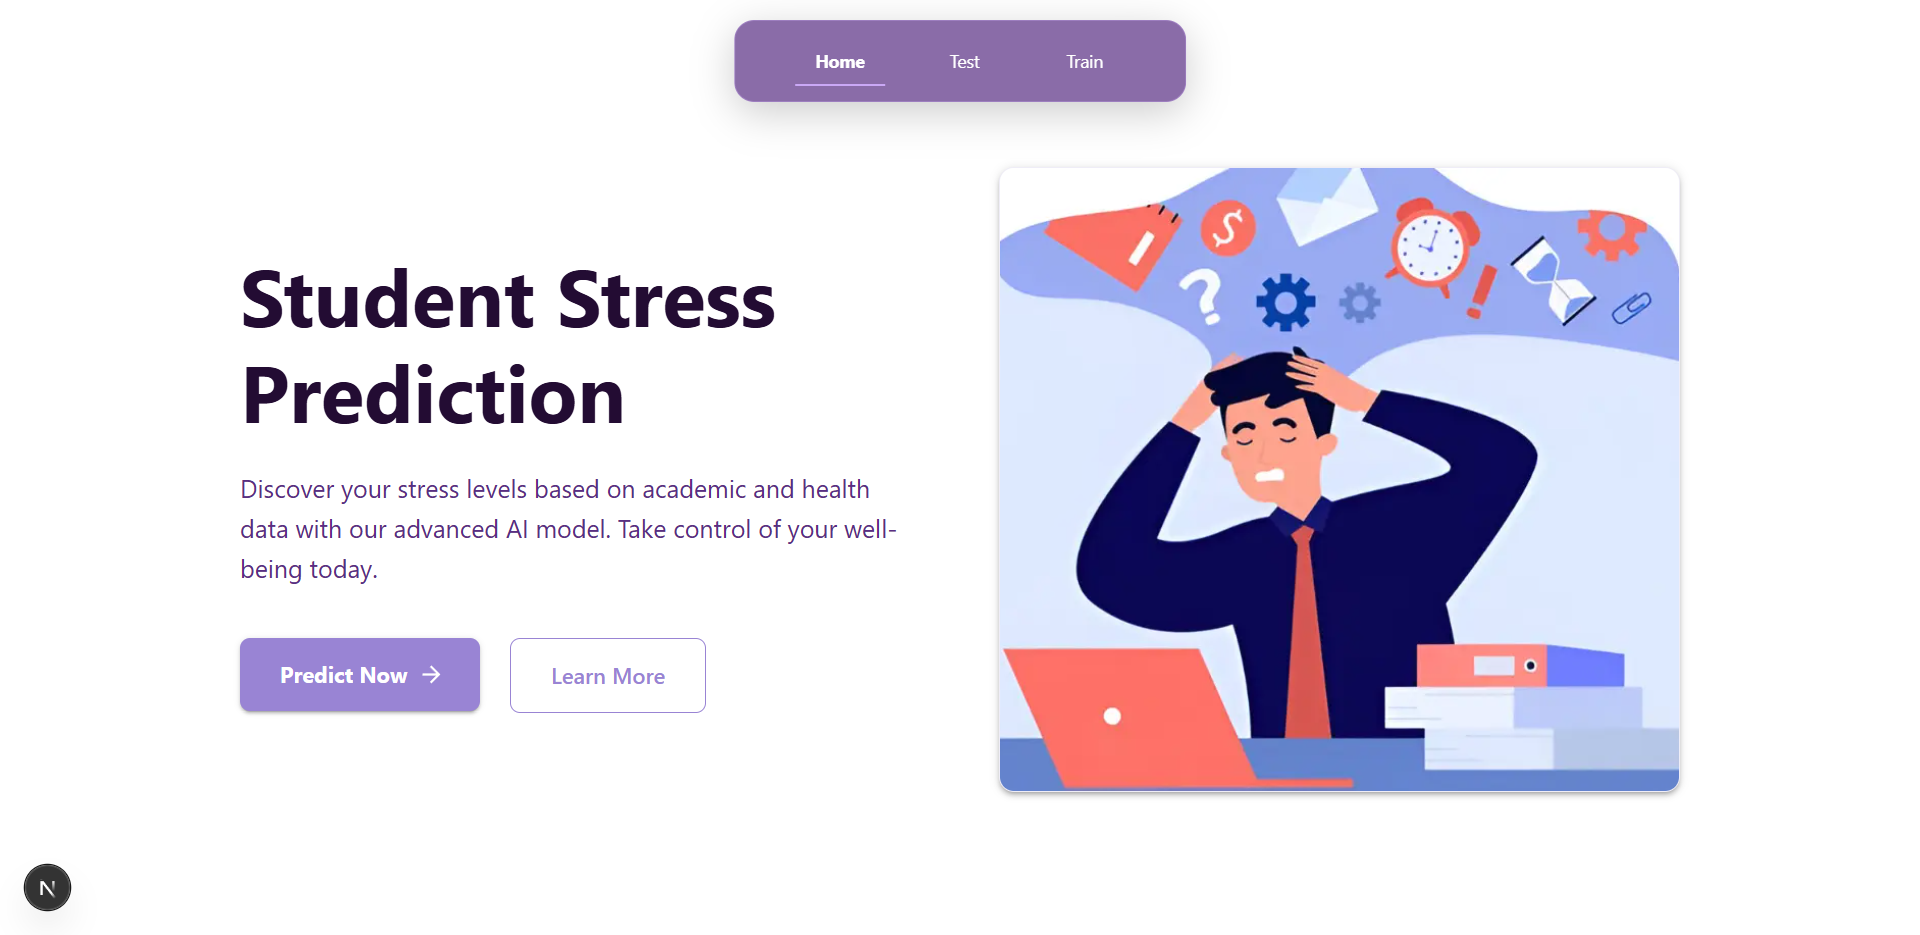 Home Test Train
Student Stress
Prediction
Discover your stress levels based on academic and health
data with our advanced AI model. Take control of your well-
being today.
Predict Now → Learn More
N